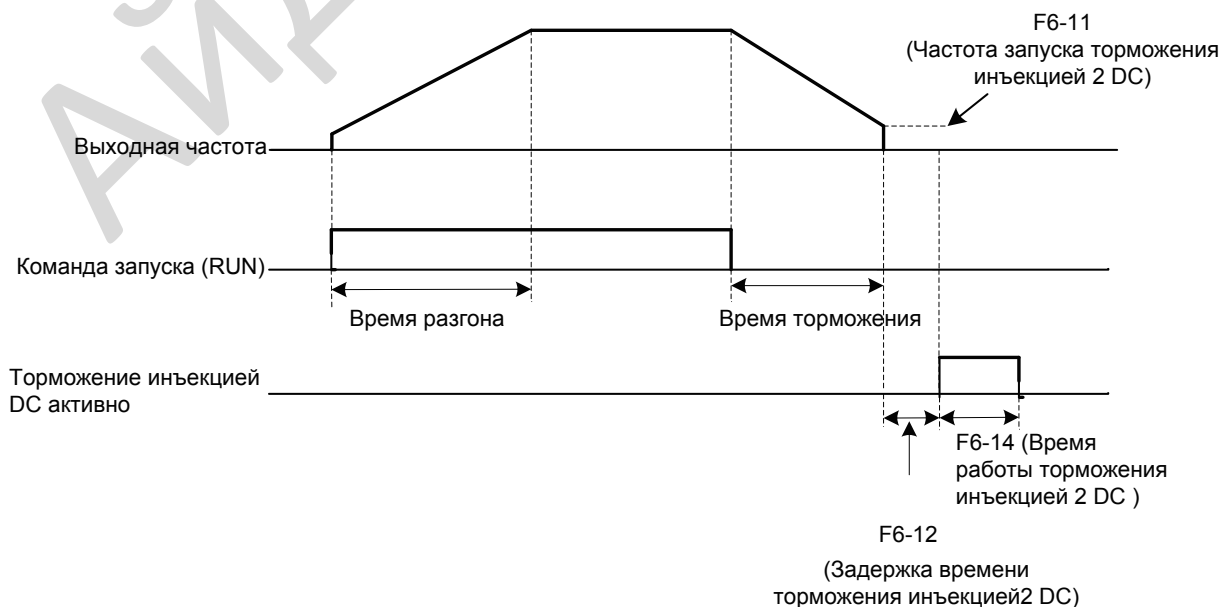 F6-11
(Частота запуска торможения
инъекцией 2 DC)
Выходная частота
Команда запуска (RUN)
Время разгона
Время торможения
Торможение инъекцией
DC активно
F6-14 (Время
работы торможения
инъекцией 2 DC )
F6-12
(Задержка времени
торможения инъекцией2 DC)